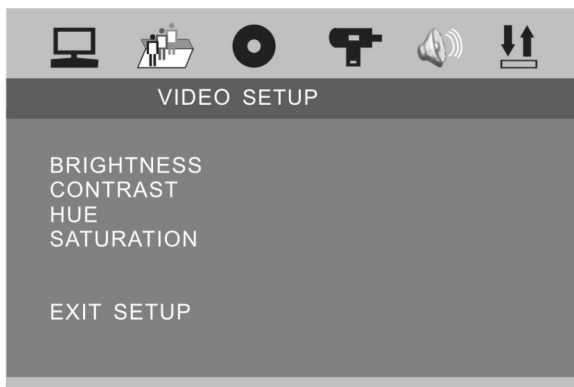 VIDEO SETUP
BRIGHTNESS
CONTRAST
HUE
SATURATION
EXIT SETUP